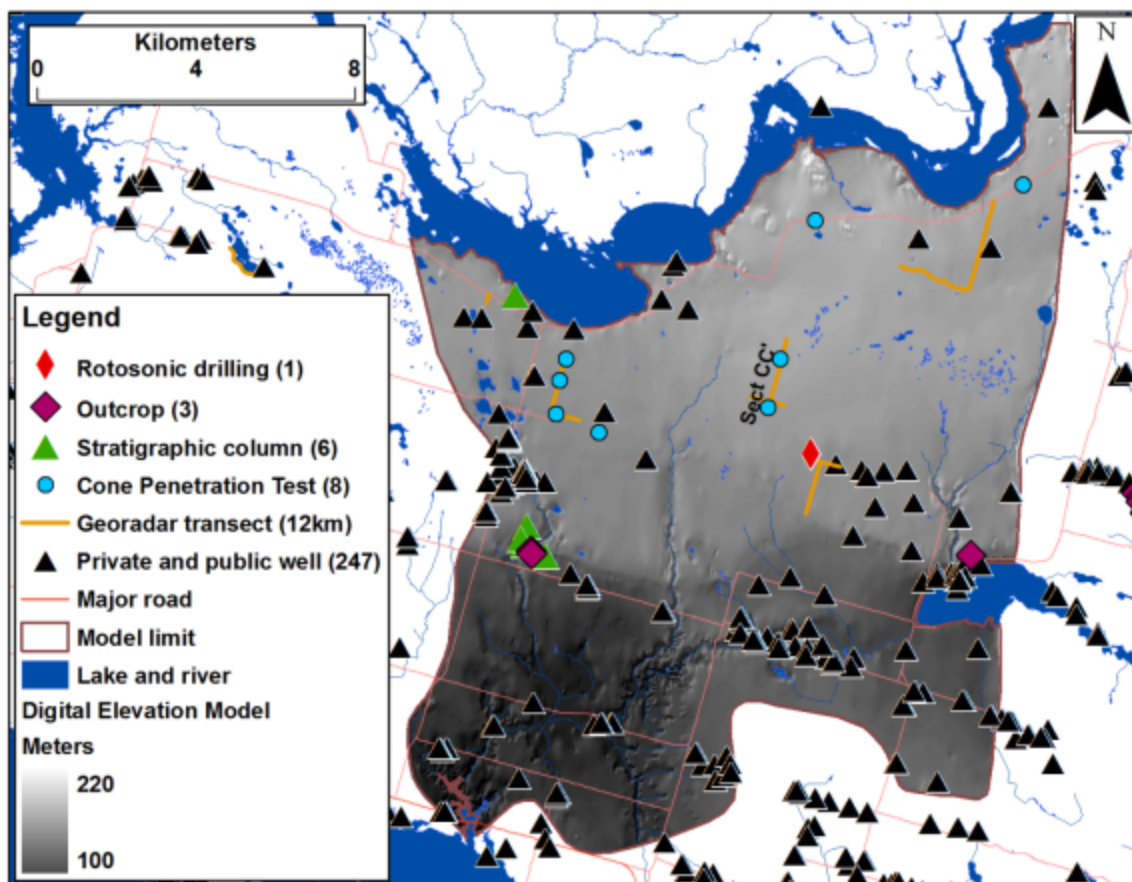 Kilometers
0 4 8
N
Sect CC'
Legend
Rotosonic drilling (1)
Outcrop (3)
Stratigraphic column (6)
Cone Penetration Test (8)
Georadar transect (12km)
Private and public well (247)
Major road
Model limit
Lake and river
Digital Elevation Model
Meters
220
100